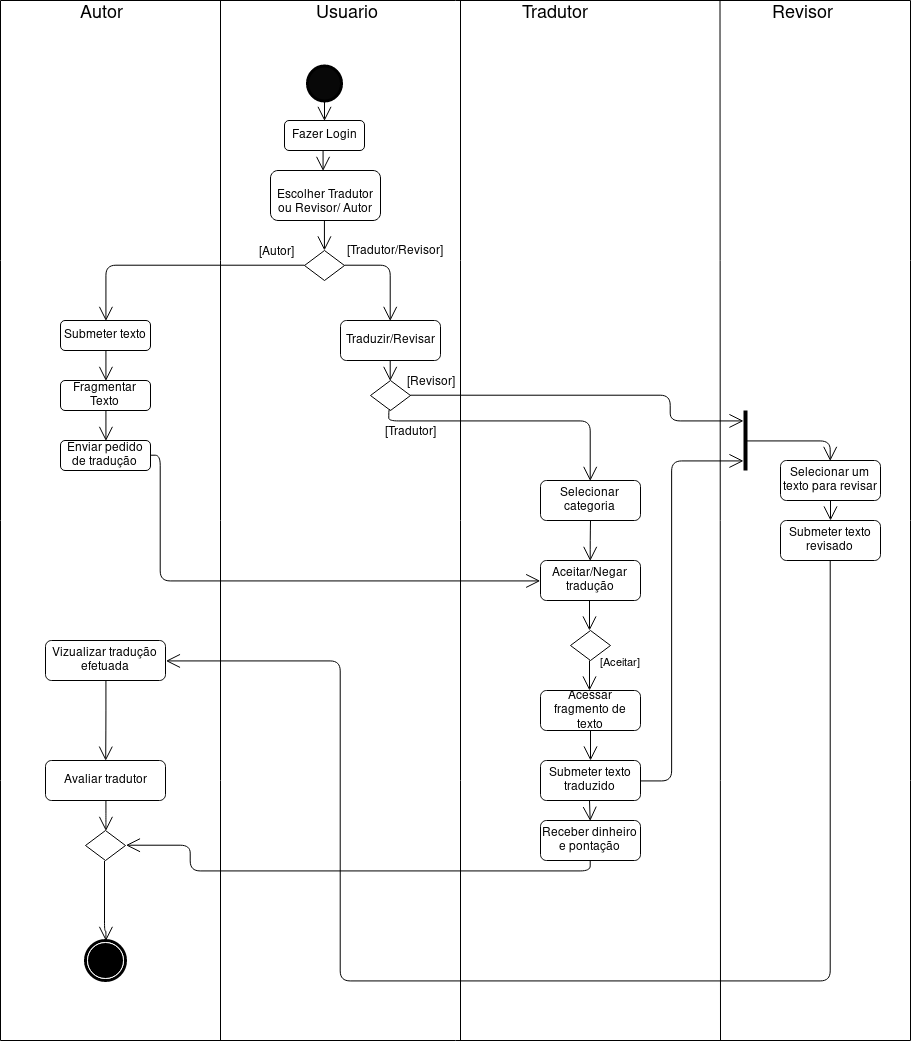 Autor
Usuario
Tradutor
Revisor
Fazer Login
Escolher Tradutor
ou Revisor/ Autor
[Autor]
[Tradutor/Revisor]
Submeter texto
Traduzir/Revisar
Fragmentar
Texto
[Revisor]
[Tradutor]
Enviar pedido
de tradução
Selecionar um
texto para revisar
Selecionar
categoria
Submeter texto
revisado
Aceitar/Negar
tradução
Vizualizar tradução
efetuada
[Aceitar]
Acessar
fragmento de
texto
Avaliar tradutor
Submeter texto
traduzido
Receber dinheiro
e pontação